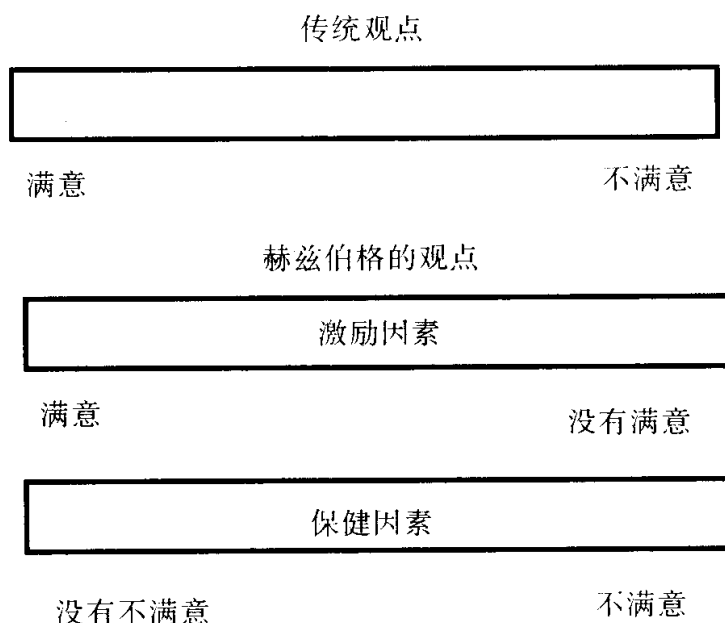 传统观点
满意 不满意
赫兹伯格的观点
激励因素
满意 没有满意
保健因素
没有不满意 不满意